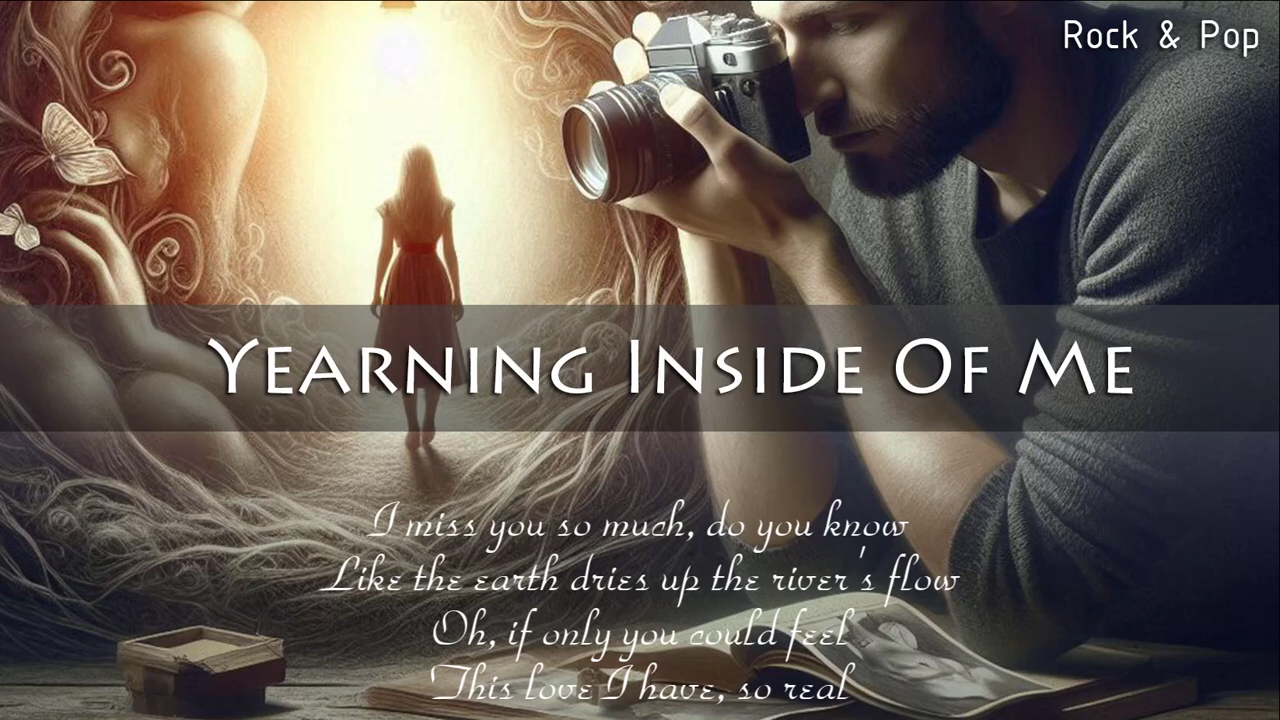 Rock & Pop
Yearning Inside Of Me
I miss you so much, do you know
Like the earth dries up the river's flow
Oh, if only you could feel
This love I have, so real